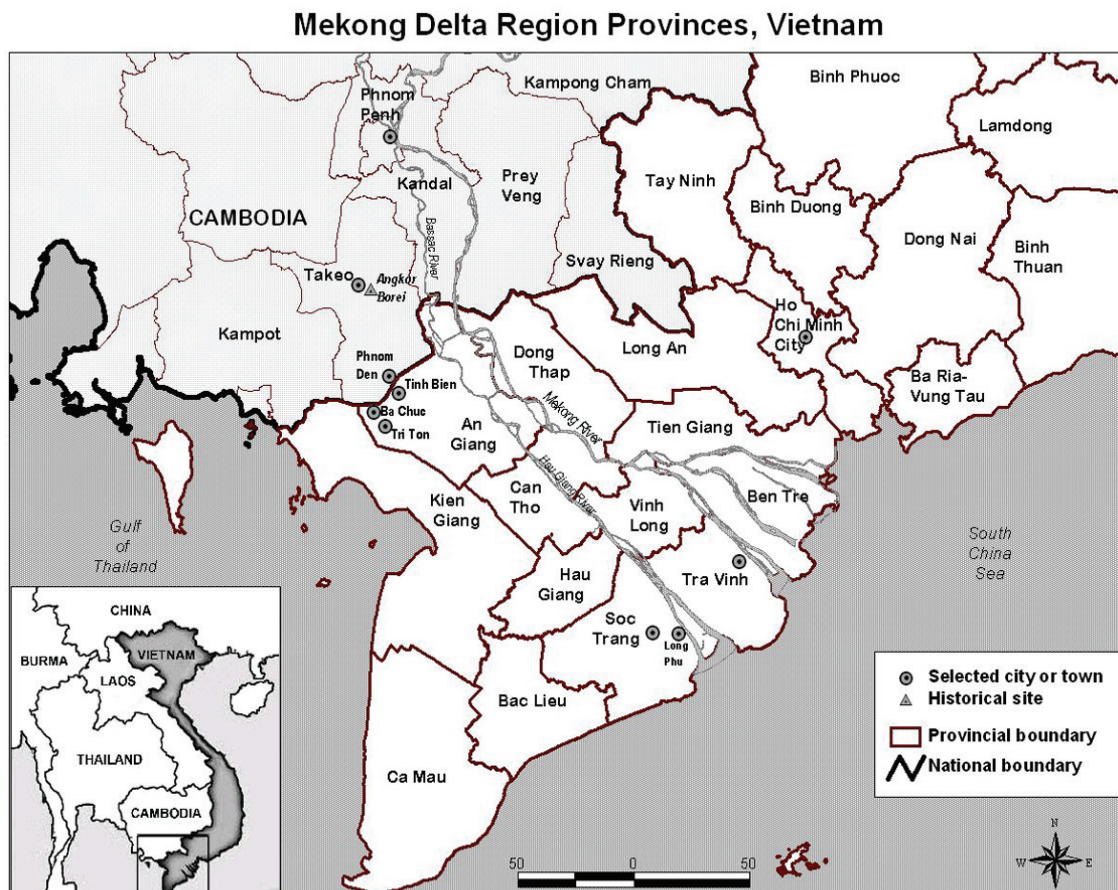 Mekong Delta Region Provinces, Vietnam
Kampong Cham
Binh Phuoc
Phnom
Penh
Lamdong
Kandal
Prey
Veng
Tay Ninh
Binh Duong
CAMBODIA
Dong Nai
Binh
Thuan
Bassac River
Takeo
Angkor
Borei
Svay Rieng
Ho
Chi Minh
City
Kampot
Long An
Dong
Thap
Phnom
Den
Tinh Bien
Ba Ria-
Vung Tau
Ba Chuc
Tri Ton
An
Giang
Mekong River
Tien Giang
Hau Giang River
Kien
Giang
Can
Tho
Vinh
Long
Ben Tre
Gulf
of
Thailand
South
China
Sea
Hau
Giang
Tra Vinh
Soc
Trang
Long
Phu
Bac Lieu
Ca Mau
CHINA
BURMA
VIETNAM
LAOS
THAILAND
CAMBODIA
Selected city or town
Historical site
Provincial boundary
National boundary
50 0 50
N
W E
S